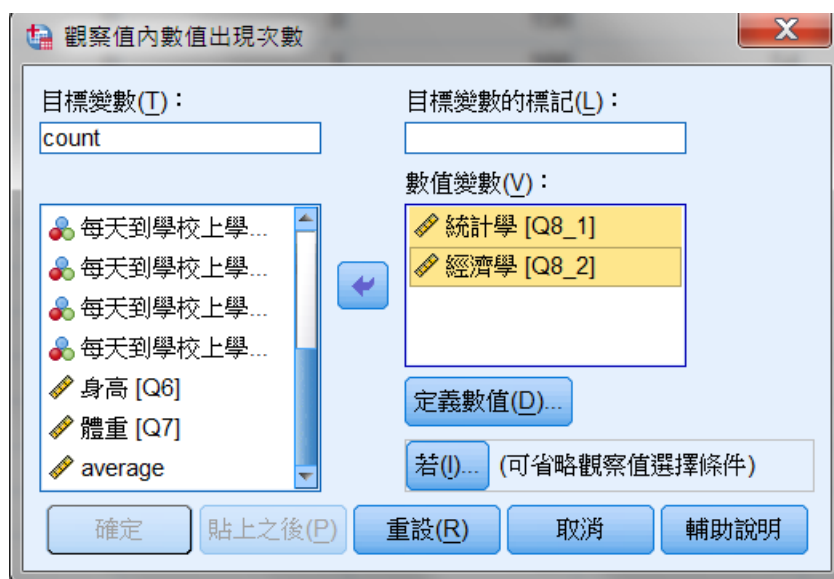 觀察值內數值出現次數
目標變數(T)：
目標變數的標記(L)：
count
數值變數(V)：
每天到學校上學...
每天到學校上學...
每天到學校上學...
每天到學校上學...
身高 [Q6]
體重 [Q7]
average
統計學 [Q8_1]
經濟學 [Q8_2]
定義數值(D)...
若(I)... (可省略觀察值選擇條件)
確定 貼上之後(P) 重設(R) 取消 輔助說明